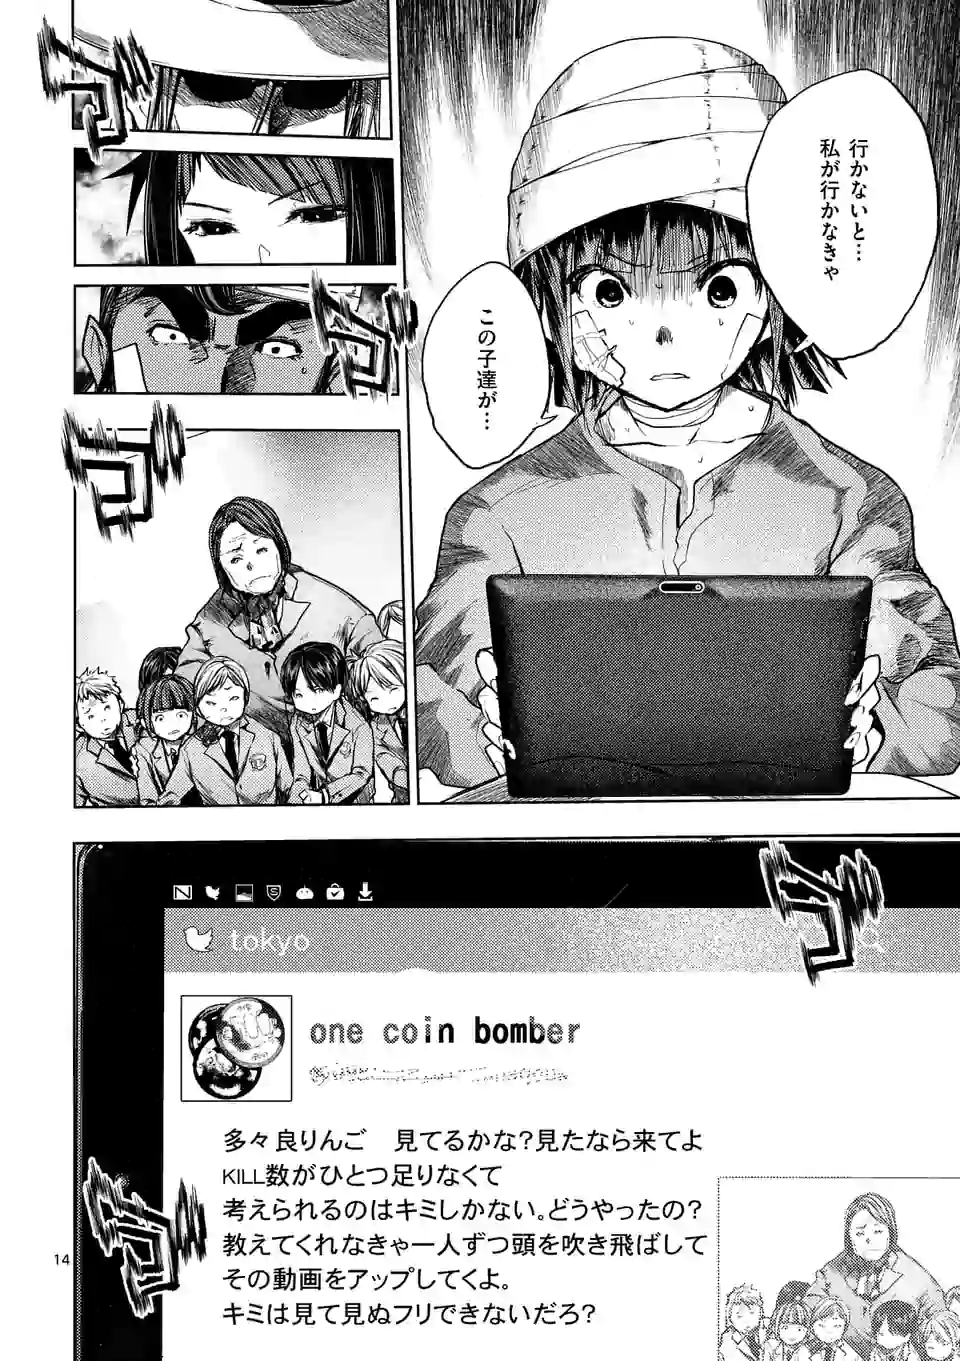 行かないと…
私が行かなきゃ
この子達が…
ゴゴ
ゴ
ゴ
ゴ
ゴ
tokyo
one coin bomber
多々良りんご　見てるかな?見たなら来てよ
KILL数がひとつ足りなくて
考えられるのはキミしかない。どうやったの?
教えてくれなきゃ一人ずつ頭を吹き飛ばして
その動画をアップしてくよ。
キミは見て見ぬフリできないだろ?
14